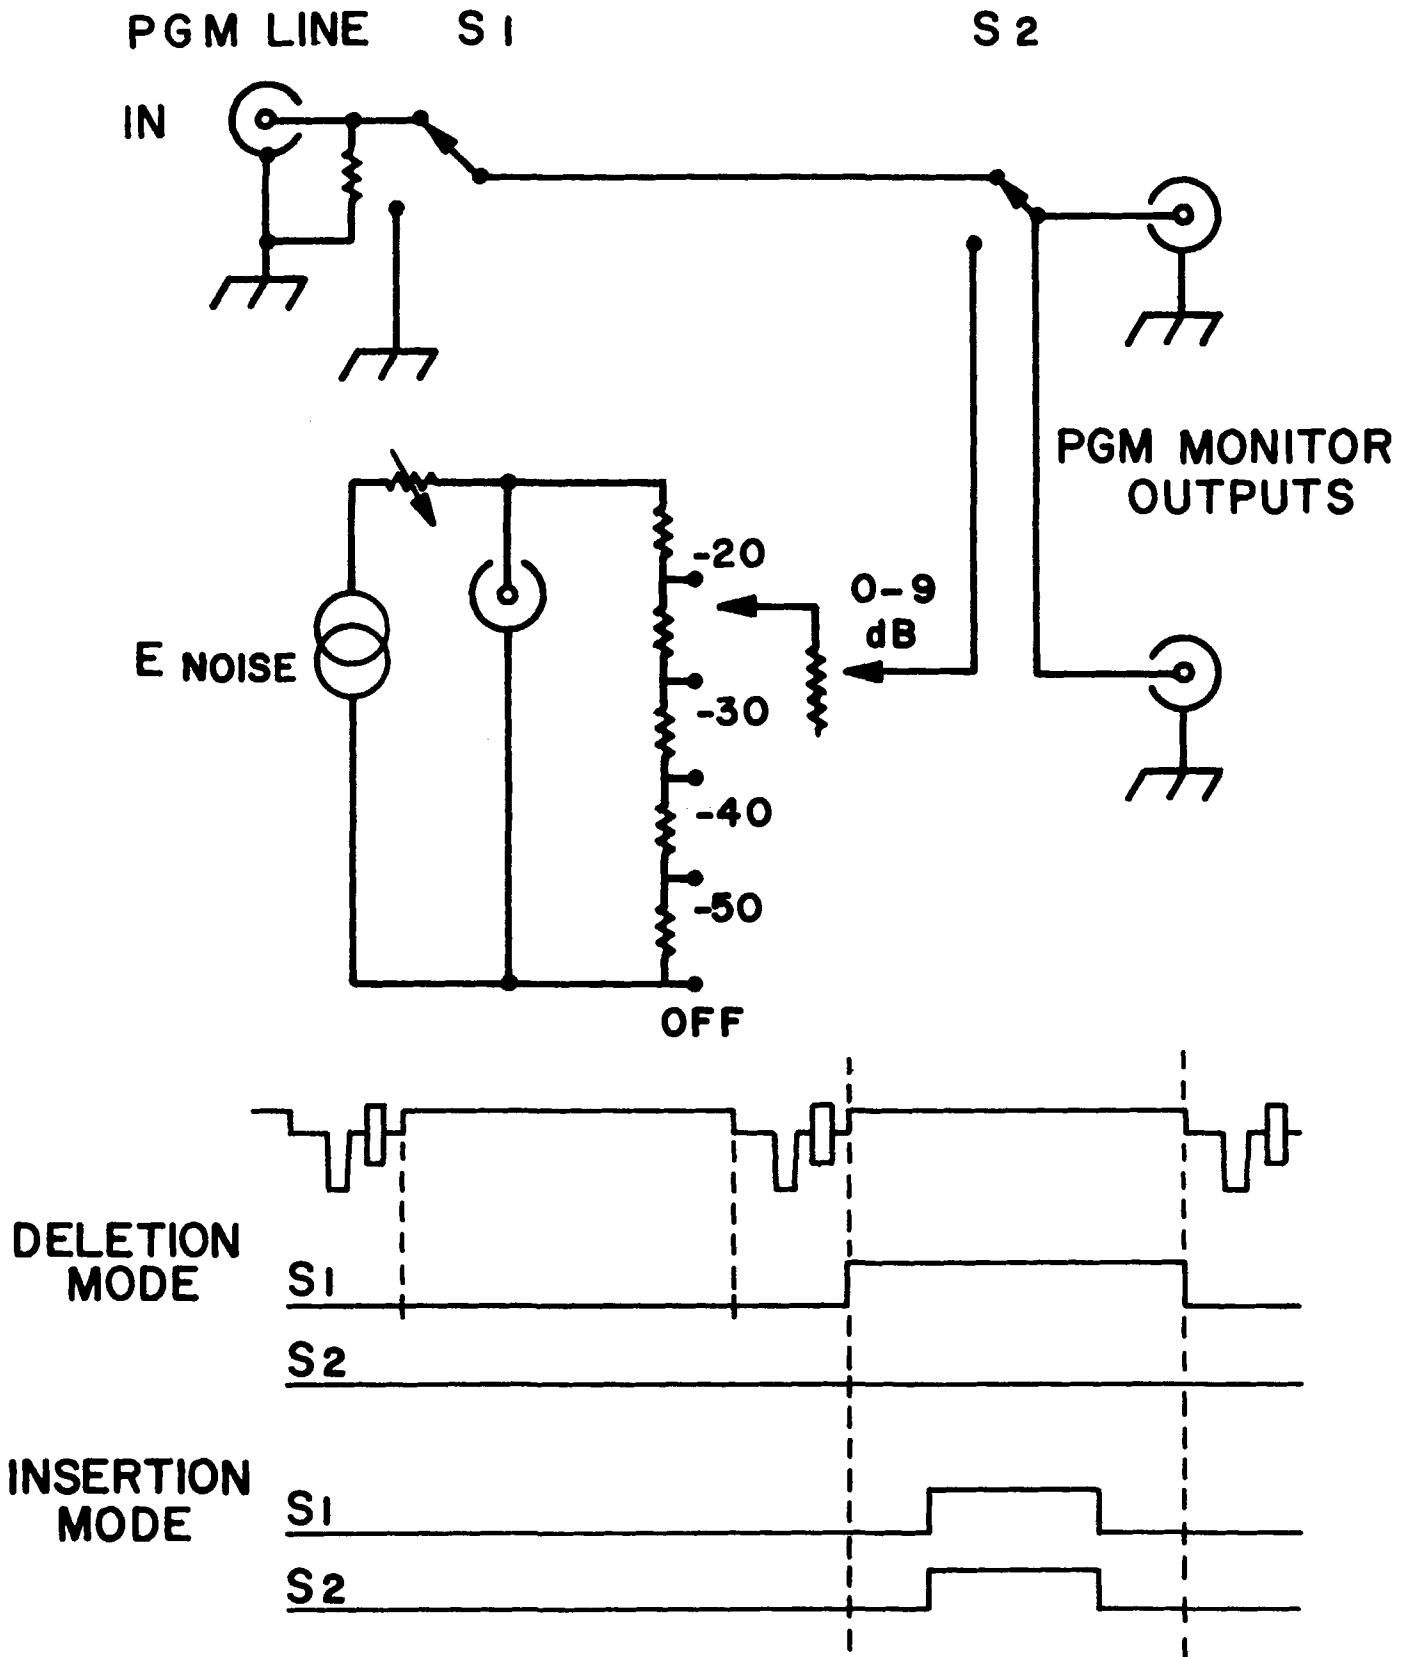 PGM LINE S1 S2
IN
PGM MONITOR
OUTPUTS
-20
0-9
dB
E NOISE
-30
-40
-50
OFF
DELETION
MODE
S1
S2
INSERTION
MODE
S1
S2